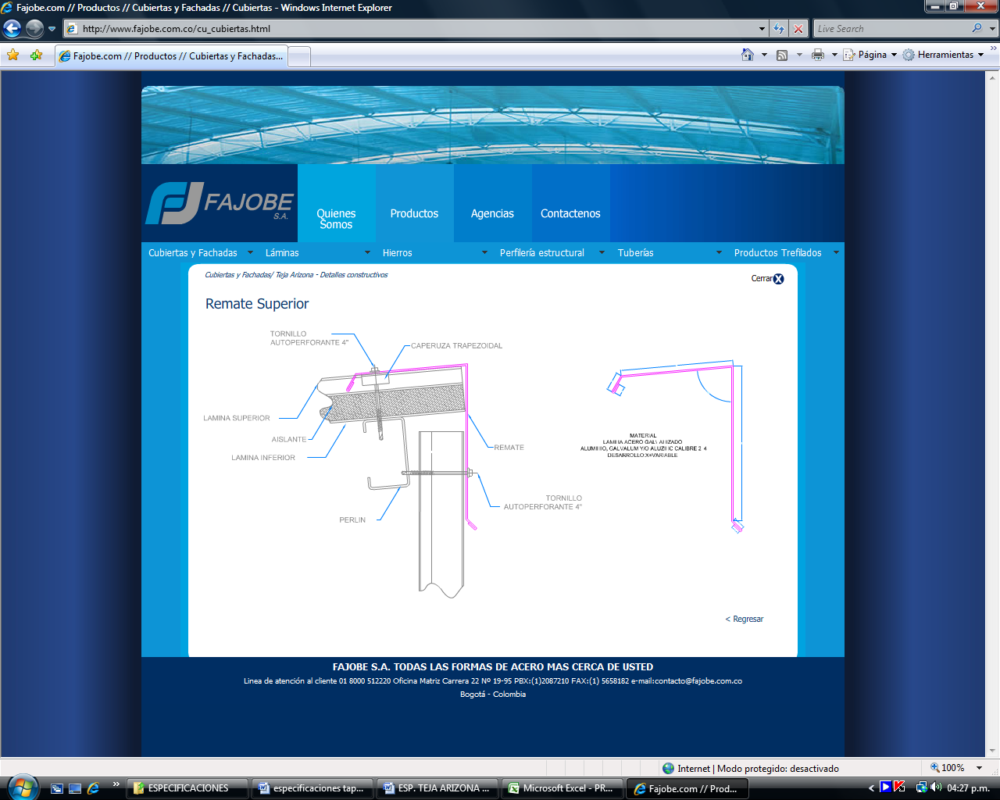 Fajobe.com // Productos // Cubiertas y Fachadas // Cubiertas - Windows Internet Explorer
http://www.fajobe.com.co/cu_cubiertas.html
Live Search
Fajobe.com // Productos // Cubiertas y Fachadas...
Página
Herramientas
FAJOBE
S.A.
Quienes
Somos
Productos
Agencias
Contactenos
Cubiertas y Fachadas
Láminas
Hierros
Perfilería estructural
Tuberías
Productos Trefilados
Cubiertas y Fachadas/ Teja Arizona - Detalles constructivos
Cerrar X
Remate Superior
TORNILLO
AUTOPERFORANTE 4"
CAPERUZA TRAPEZOIDAL
LAMINA SUPERIOR
AISLANTE
LAMINA INFERIOR
REMATE
TORNILLO
AUTOPERFORANTE 4"
PERLIN
MATERIAL
LAMINA ACERO GALVANIZADO
ALUMINIO, GALVALUM Y/O ALUZINC CALIBRE 24
DESARROLLO:X=VARIABLE
< Regresar
FAJOBE S.A. TODAS LAS FORMAS DE ACERO MAS CERCA DE USTED
Linea de atención al cliente 01 8000 512220 Oficina Matriz Carrera 22 Nº 19-95 PBX:(1)2087210 FAX:(1) 5658182 e-mail:contacto@fajobe.com.co
Bogotá - Colombia
Internet | Modo protegido: desactivado
100%
ESPECIFICACIONES
especificaciones tap...
ESP. TEJA ARIZONA ...
Microsoft Excel - PR...
Fajobe.com // Prod...
04:27 p.m.